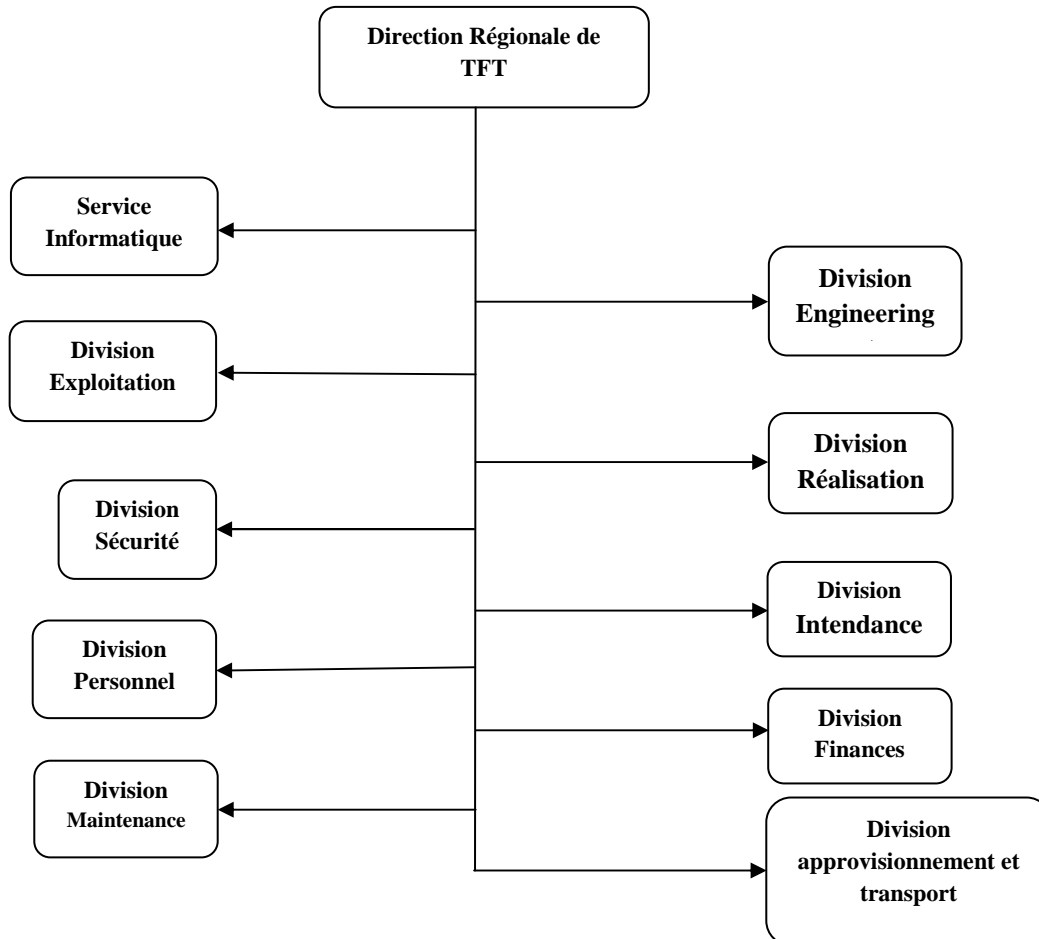 Direction Régionale de
TFT
Service
Informatique
Division
Engineering
Division
Exploitation
Division
Réalisation
Division
Sécurité
Division
Intendance
Division
Personnel
Division
Finances
Division
Maintenance
Division
approvisionnement et
transport